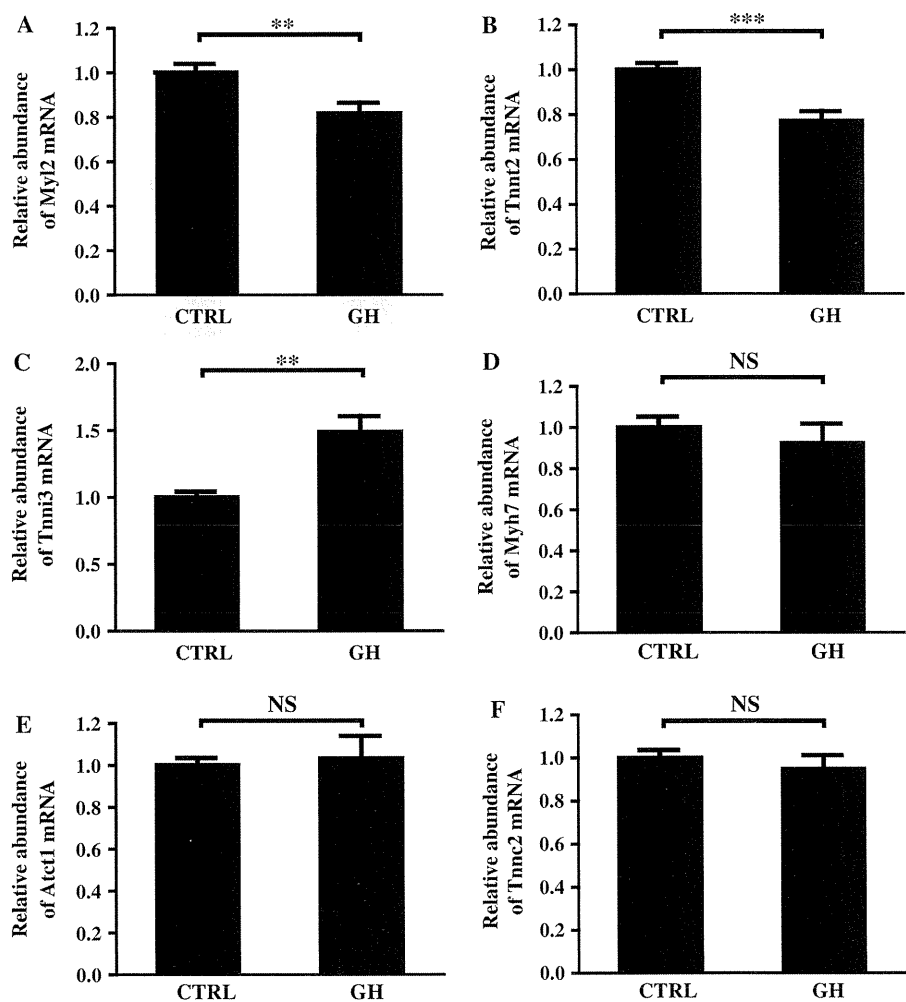 A
**
Relative abundance
of Myl2 mRNA
1.2
1.0
0.8
0.6
0.4
0.2
0.0
CTRL
GH
B
***
Relative abundance
of Tnnt2 mRNA
1.2
1.0
0.8
0.6
0.4
0.2
0.0
CTRL
GH
C
**
Relative abundance
of Tnni3 mRNA
2.0
1.5
1.0
0.5
0.0
CTRL
GH
D
NS
Relative abundance
of Myh7 mRNA
1.2
1.0
0.8
0.6
0.4
0.2
0.0
CTRL
GH
E
NS
Relative abundance
of Atct1 mRNA
1.2
1.0
0.8
0.6
0.4
0.2
0.0
CTRL
GH
F
NS
Relative abundance
of Tnnc2 mRNA
1.2
1.0
0.8
0.6
0.4
0.2
0.0
CTRL
GH